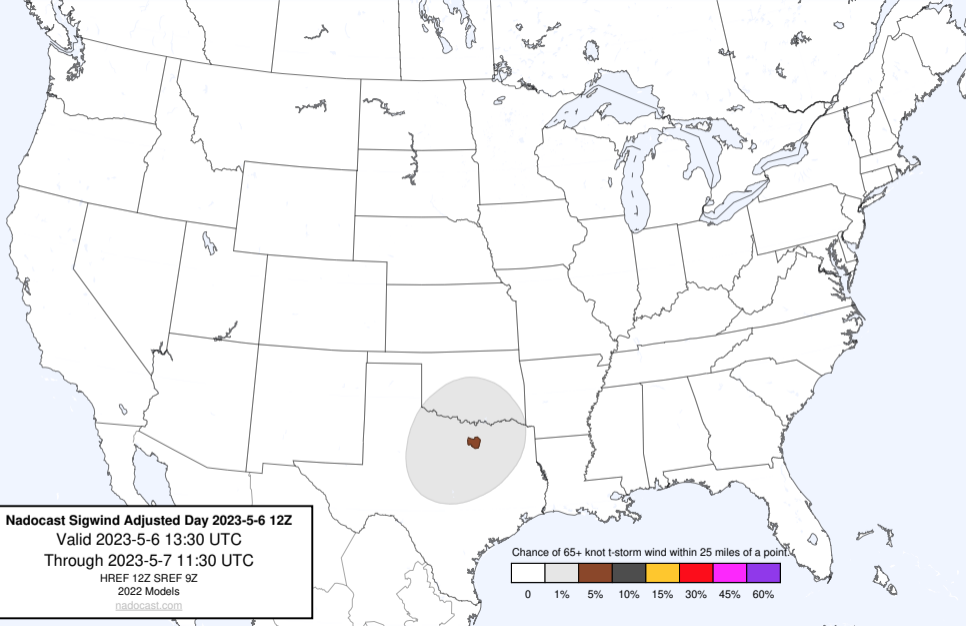 Nadocast Sigwind Adjusted Day 2023-5-6 12Z
Valid 2023-5-6 13:30 UTC
Through 2023-5-7 11:30 UTC
HREF 12Z SREF 9Z
2022 Models
nadocast.com
Chance of 65+ knot t-storm wind within 25 miles of a point.
0 1% 5% 10% 15% 30% 45% 60%